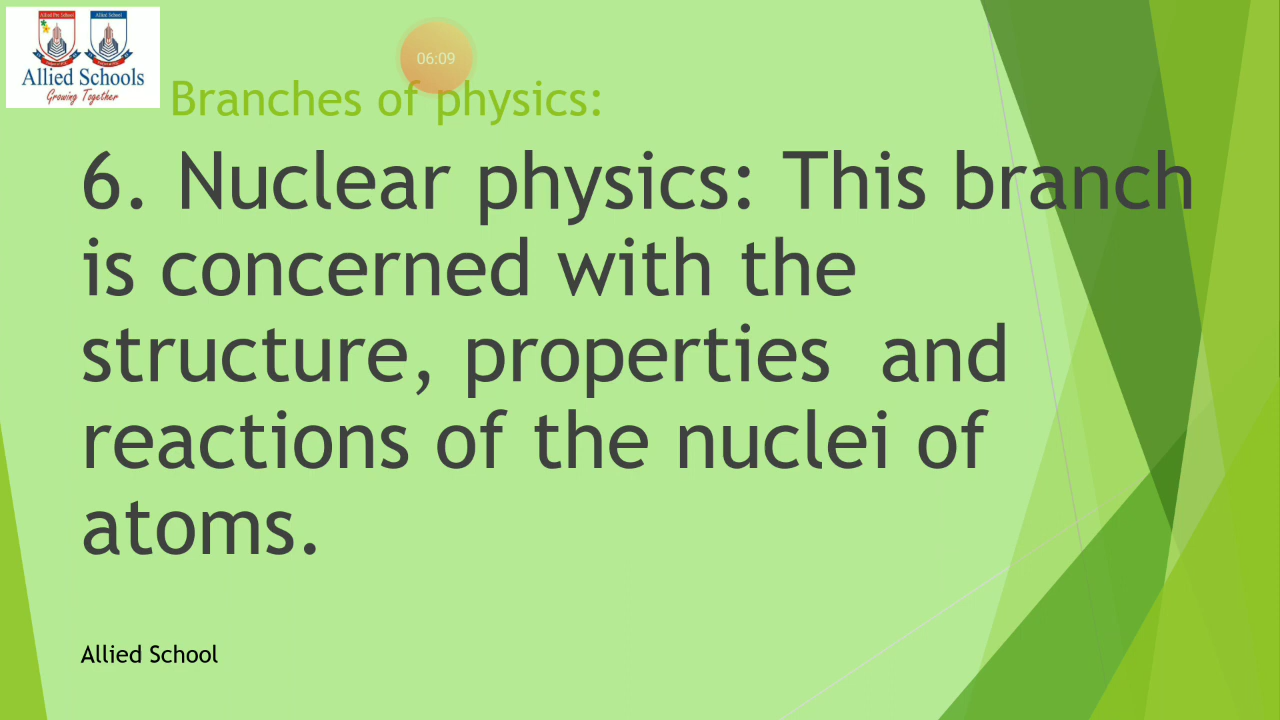 Allied Schools
Growing Together
06:09
Branches of physics:
6. Nuclear physics: This branch
is concerned with the
structure, properties  and
reactions of the nuclei of
atoms.
Allied School